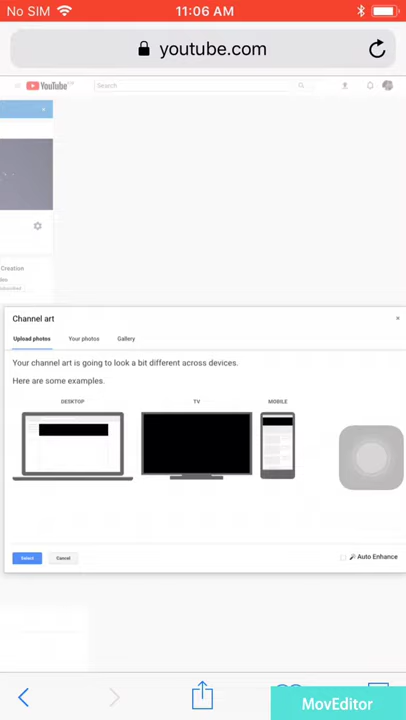 No SIM 11:06 AM
youtube.com
YouTube Search
Creative
Channel art
Upload photos Your photos Gallery
Your channel art is going to look a bit different across devices.
Here are some examples.
DESKTOP TV MOBILE
Select Cancel Auto Enhance
MovEditor